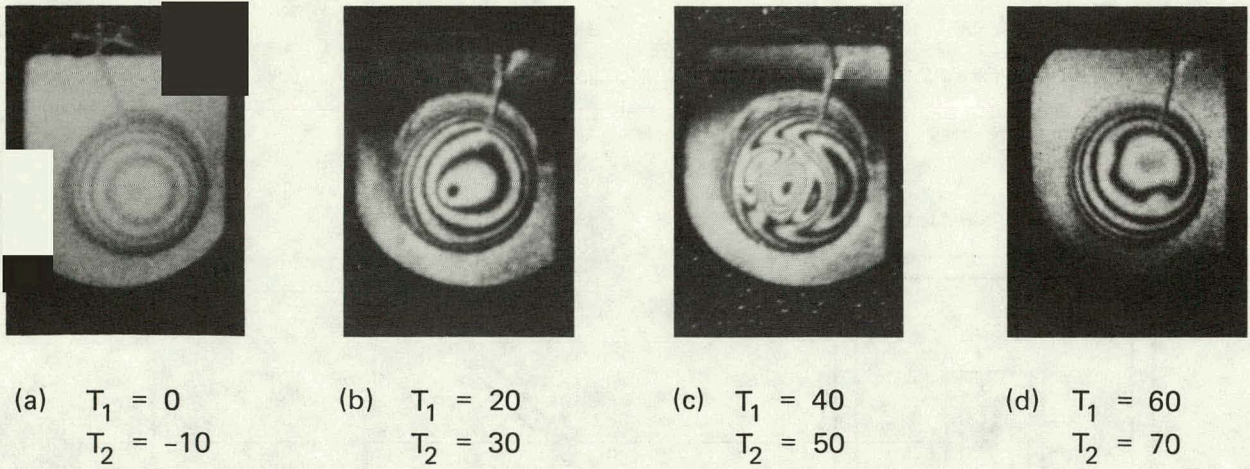 (a) T₁ = 0 (b) T₁ = 20 (c) T₁ = 40 (d) T₁ = 60
T₂ = –10 T₂ = 30 T₂ = 50 T₂ = 70